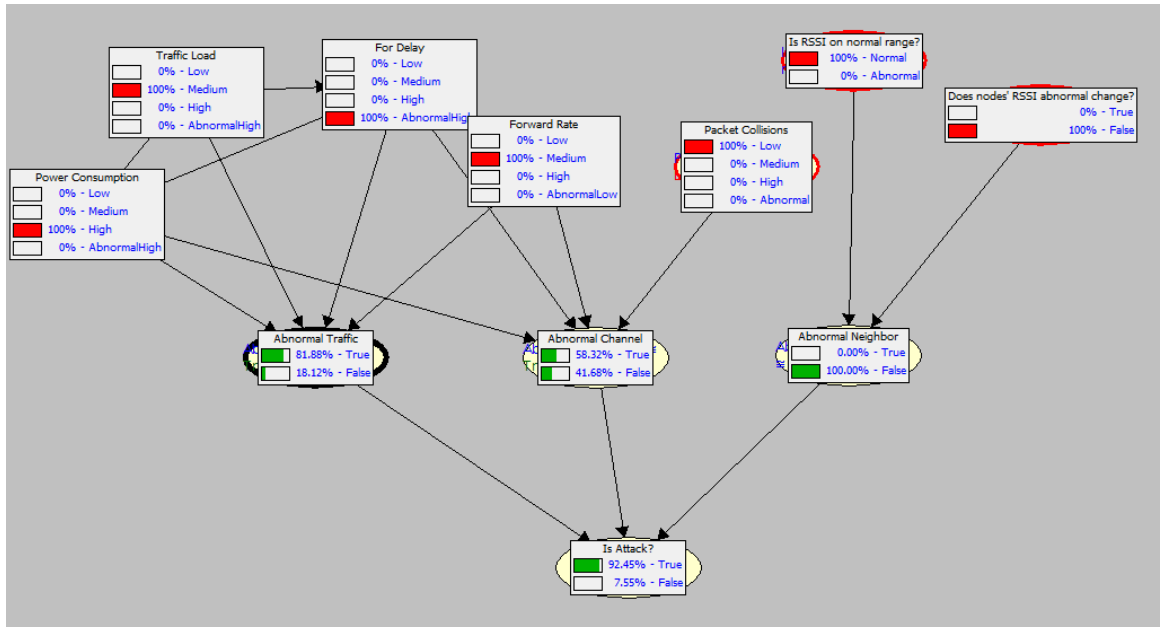 Traffic Load
0% - Low
100% - Medium
0% - High
0% - AbnormalHigh
For Delay
0% - Low
0% - Medium
0% - High
100% - AbnormalHigh
Is RSSI on normal range?
100% - Normal
0% - Abnormal
Does nodes' RSSI abnormal change?
0% - True
100% - False
Forward Rate
0% - Low
100% - Medium
0% - High
0% - AbnormalLow
Packet Collisions
100% - Low
0% - Medium
0% - High
0% - Abnormal
Power Consumption
0% - Low
0% - Medium
100% - High
0% - AbnormalHigh
Abnormal Traffic
81.88% - True
18.12% - False
Abnormal Channel
58.32% - True
41.68% - False
Abnormal Neighbor
0.00% - True
100.00% - False
Is Attack?
92.45% - True
7.55% - False